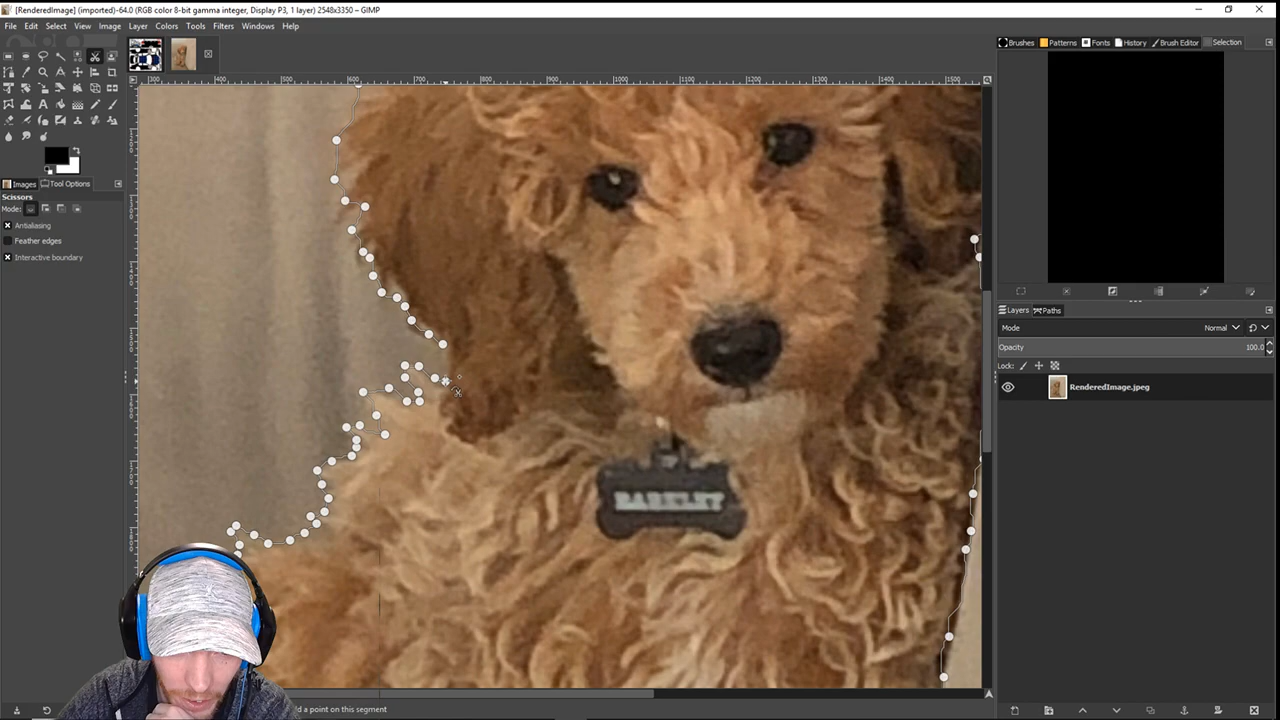 [RenderedImage] (imported)-64.0 (RGB color 8-bit gamma integer, Display P3, 1 layer) 2548x3350 – GIMP
File Edit Select View Image Layer Colors Tools Filters Windows Help
Brushes Patterns Fonts History Brush Editor Selection
Images Tool Options
Scissors
Mode:
Antialiasing
Feather edges
Interactive boundary
BARKLEY
Layers Paths
Mode Normal
Opacity 100.0
Lock:
RenderedImage.jpeg
d a point on this segment